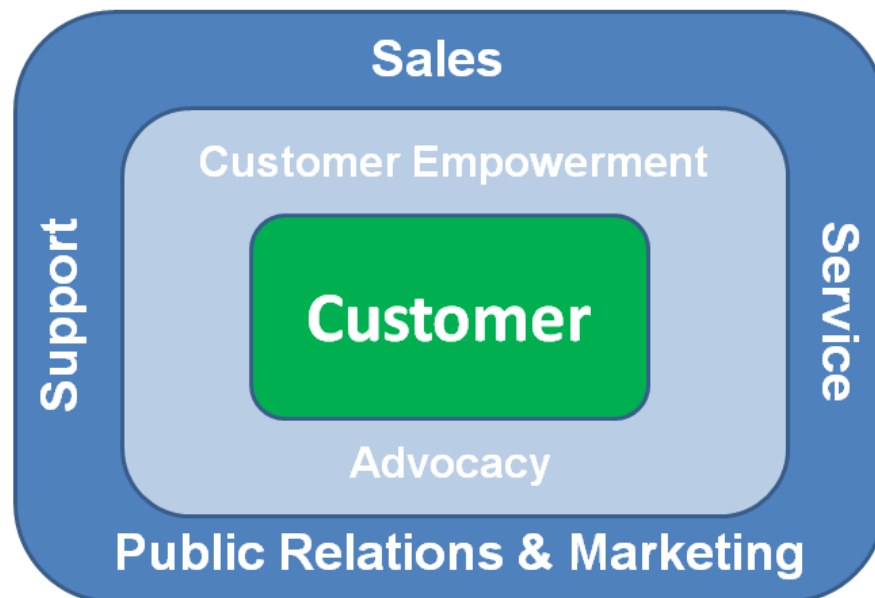 Sales
Customer Empowerment
Support
Customer
Service
Advocacy
Public Relations & Marketing